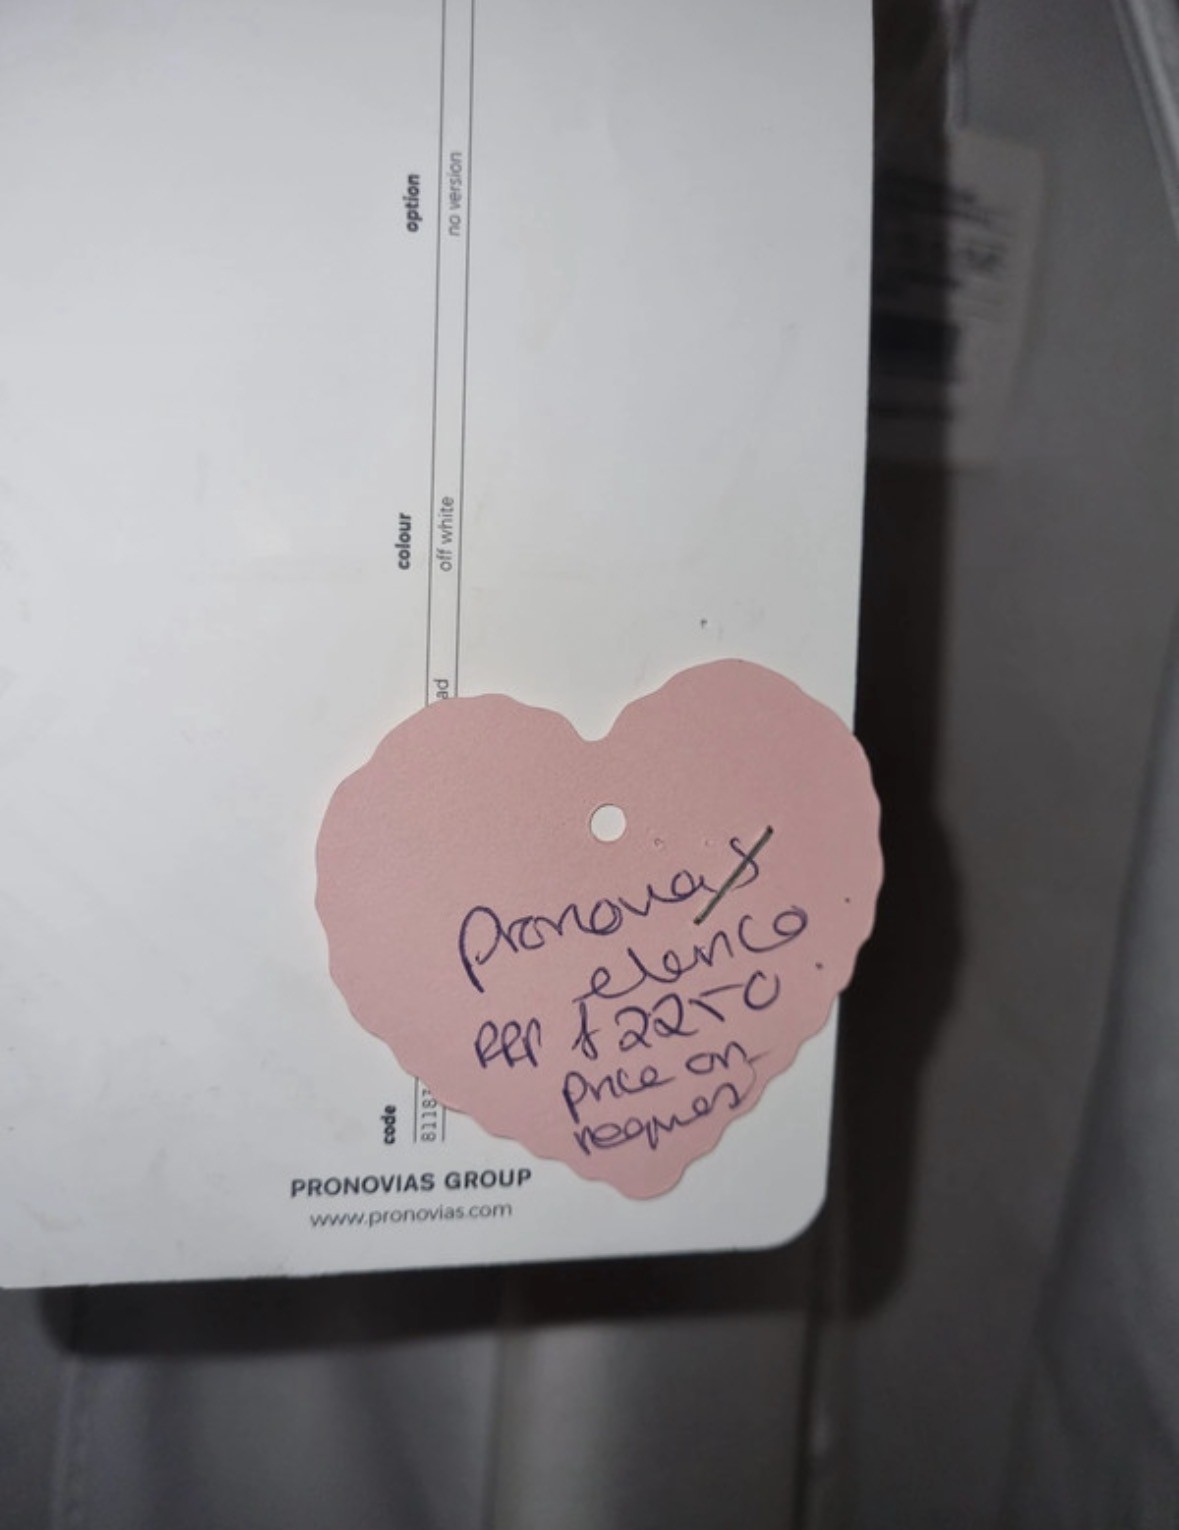 option
no version
colour
off white
ad
Pronovias
elenco
RRP £2250
Price on
request
code
81187
PRONOVIAS GROUP
www.pronovias.com